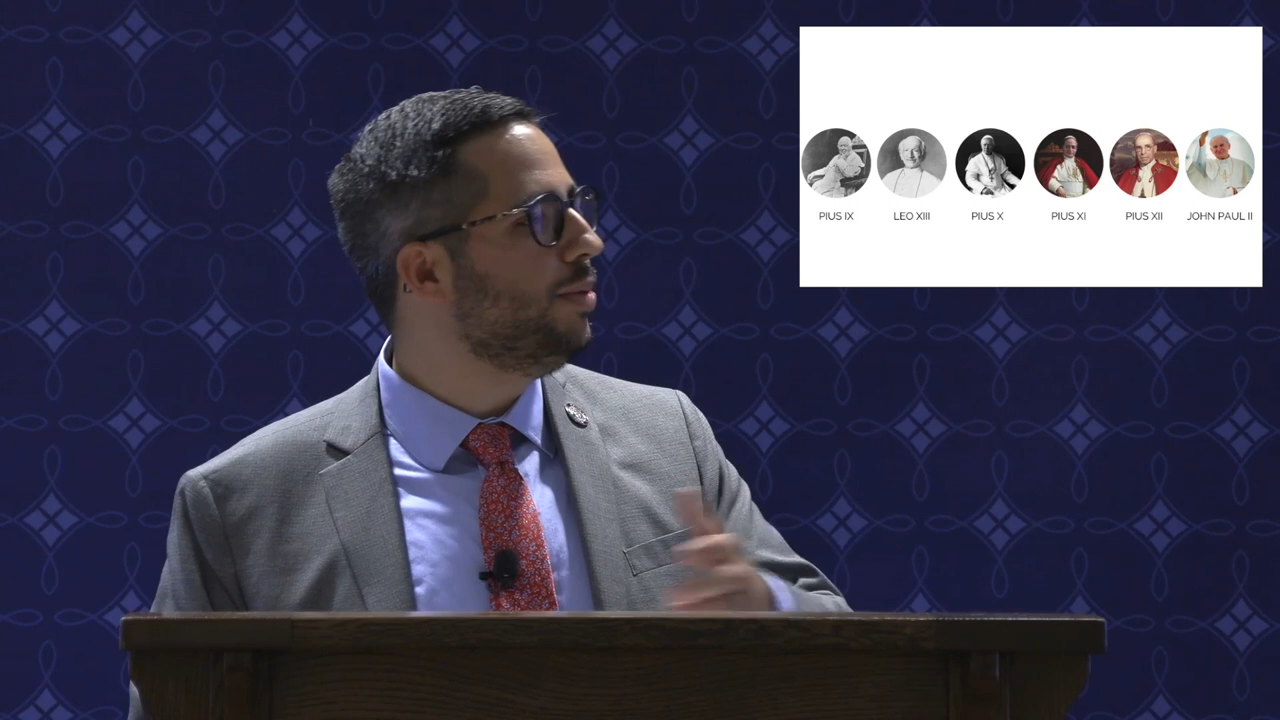 PIUS IX
LEO XIII
PIUS X
PIUS XI
PIUS XII
JOHN PAUL II